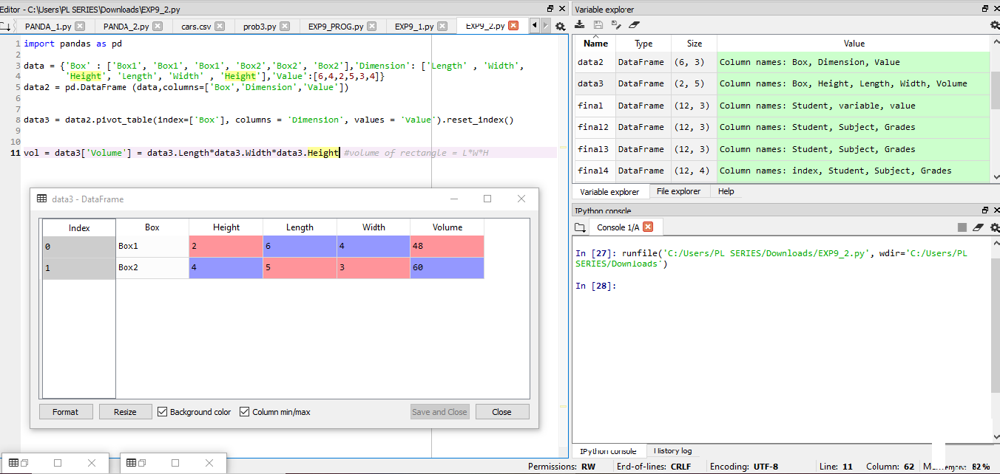 Editor - C:\Users\PL SERIES\Downloads\EXP9_2.py
PANDA_1.py PANDA_2.py cars.csv prob3.py EXP9_PROG.py EXP9_1.py EXP9_2.py
1 import pandas as pd
2
3 data = {'Box' : ['Box1', 'Box1', 'Box1', 'Box2','Box2', 'Box2'],'Dimension': ['Length' , 'Width',
4 'Height', 'Length', 'Width' , 'Height'],'Value':[6,4,2,5,3,4]}
5 data2 = pd.DataFrame (data,columns=['Box','Dimension','Value'])
6
7
8 data3 = data2.pivot_table(index=['Box'], columns = 'Dimension', values = 'Value').reset_index()
9
10
11 vol = data3['Volume'] = data3.Length*data3.Width*data3.Height #volume of rectangle = L*W*H
data3 - DataFrame
Index Box Height Length Width Volume
0 Box1 2 6 4 48
1 Box2 4 5 3 60
Format Resize Background color Column min/max Save and Close Close
Variable explorer
Name Type Size Value
data2 DataFrame (6, 3) Column names: Box, Dimension, Value
data3 DataFrame (2, 5) Column names: Box, Height, Length, Width, Volume
final DataFrame (12, 3) Column names: Student, variable, value
final2 DataFrame (12, 3) Column names: Student, Subject, Grades
final3 DataFrame (12, 3) Column names: Student, Subject, Grades
final4 DataFrame (12, 4) Column names: index, Student, Subject, Grades
Variable explorer File explorer Help
IPython console
Console 1/A
In [27]: runfile('C:/Users/PL SERIES/Downloads/EXP9_2.py', wdir='C:/Users/PL
SERIES/Downloads')
In [28]:
IPython console History log
Permissions: RW End-of-lines: CRLF Encoding: UTF-8 Line: 11 Column: 62 82 %